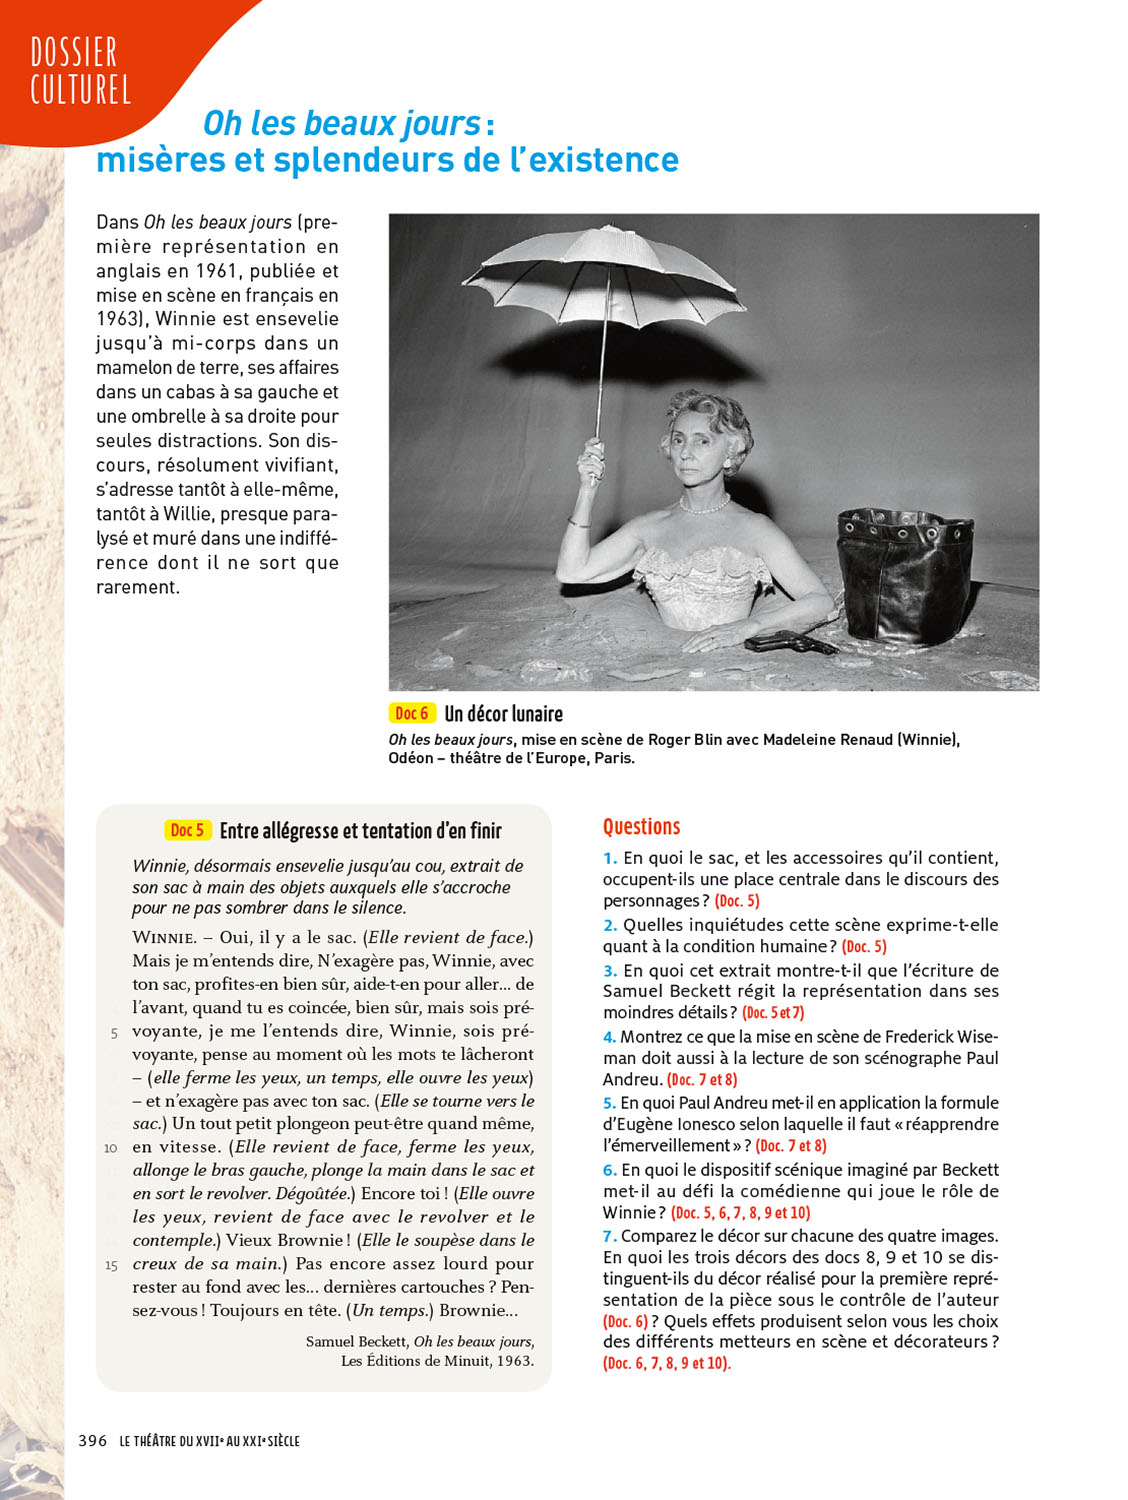 DOSSIER
CULTUREL
Oh les beaux jours :
misères et splendeurs de l’existence
Dans Oh les beaux jours (pre-
mière représentation en
anglais en 1961, publiée et
mise en scène en français en
1963), Winnie est ensevelie
jusqu’à mi-corps dans un
mamelon de terre, ses affaires
dans un cabas à sa gauche et
une ombrelle à sa droite pour
seules distractions. Son dis-
cours, résolument vivifiant,
s’adresse tantôt à elle-même,
tantôt à Willie, presque para-
lysé et muré dans une indiffé-
rence dont il ne sort que
rarement.
Doc 6 Un décor lunaire
Oh les beaux jours, mise en scène de Roger Blin avec Madeleine Renaud (Winnie),
Odéon – théâtre de l’Europe, Paris.
Doc 5 Entre allégresse et tentation d’en finir
Winnie, désormais ensevelie jusqu’au cou, extrait de
son sac à main des objets auxquels elle s’accroche
pour ne pas sombrer dans le silence.
WINNIE. – Oui, il y a le sac. (Elle revient de face.)
Mais je m’entends dire, N’exagère pas, Winnie, avec
ton sac, profites-en bien sûr, aide-t-en pour aller... de
l’avant, quand tu es coincée, bien sûr, mais sois pré-
5 voyante, je me l’entends dire, Winnie, sois pré-
voyante, pense au moment où les mots te lâcheront
– (elle ferme les yeux, un temps, elle ouvre les yeux)
– et n’exagère pas avec ton sac. (Elle se tourne vers le
sac.) Un tout petit plongeon peut-être quand même,
10 en vitesse. (Elle revient de face, ferme les yeux,
allonge le bras gauche, plonge la main dans le sac et
en sort le revolver. Dégoûtée.) Encore toi ! (Elle ouvre
les yeux, revient de face avec le revolver et le
contemple.) Vieux Brownie ! (Elle le soupèse dans le
15 creux de sa main.) Pas encore assez lourd pour
rester au fond avec les... dernières cartouches ? Pen-
sez-vous ! Toujours en tête. (Un temps.) Brownie...
Samuel Beckett, Oh les beaux jours,
Les Éditions de Minuit, 1963.
Questions
1. En quoi le sac, et les accessoires qu’il contient,
occupent-ils une place centrale dans le discours des
personnages ? (Doc. 5)
2. Quelles inquiétudes cette scène exprime-t-elle
quant à la condition humaine ? (Doc. 5)
3. En quoi cet extrait montre-t-il que l’écriture de
Samuel Beckett régit la représentation dans ses
moindres détails ? (Doc. 5 et 7)
4. Montrez ce que la mise en scène de Frederick Wise-
man doit aussi à la lecture de son scénographe Paul
Andreu. (Doc. 7 et 8)
5. En quoi Paul Andreu met-il en application la formule
d’Eugène Ionesco selon laquelle il faut « réapprendre
l’émerveillement » ? (Doc. 7 et 8)
6. En quoi le dispositif scénique imaginé par Beckett
met-il au défi la comédienne qui joue le rôle de
Winnie ? (Doc. 5, 6, 7, 8, 9 et 10)
7. Comparez le décor sur chacune des quatre images.
En quoi les trois décors des docs 8, 9 et 10 se dis-
tinguent-ils du décor réalisé pour la première repré-
sentation de la pièce sous le contrôle de l’auteur
(Doc. 6) ? Quels effets produisent selon vous les choix
des différents metteurs en scène et décorateurs ?
(Doc. 6, 7, 8, 9 et 10).
396 LE THÉÂTRE DU XVIIe AU XXIe SIÈCLE